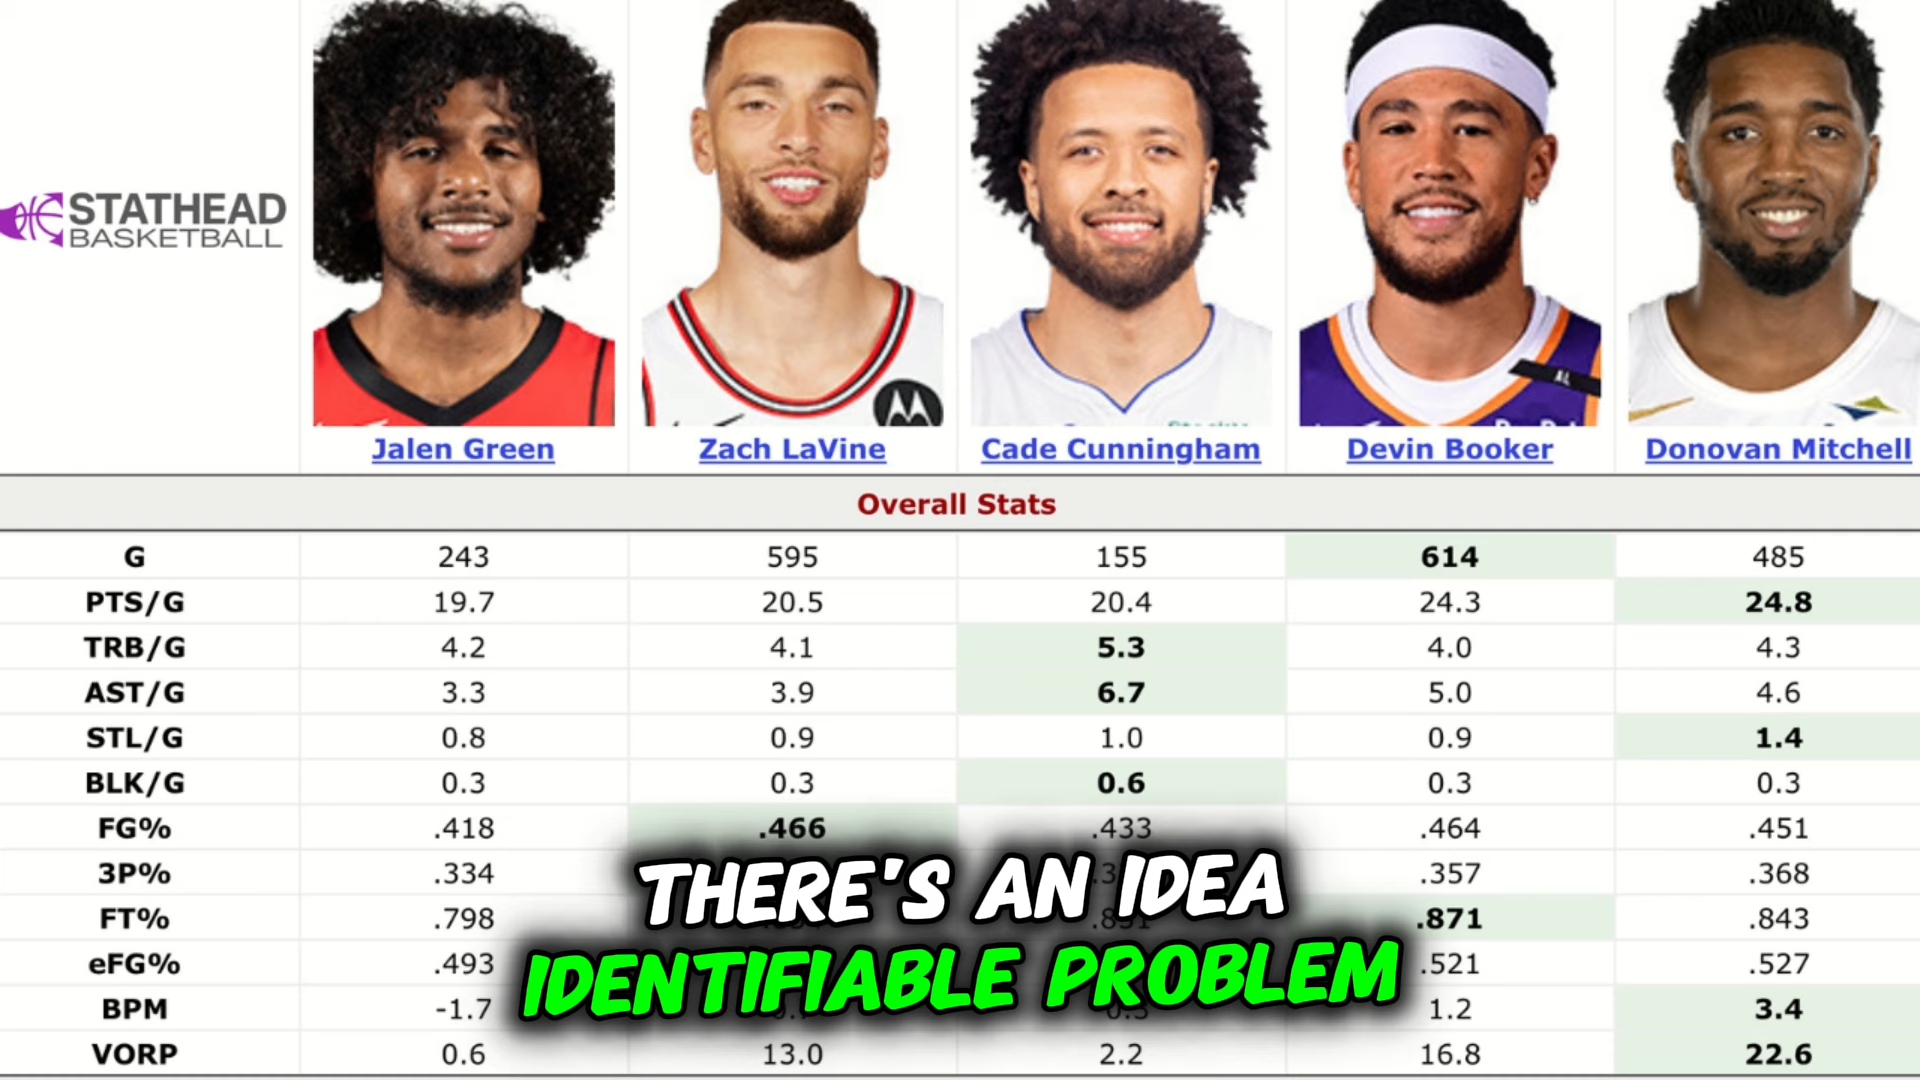 STATHEAD
BASKETBALL
AL
Jalen Green Zach LaVine Cade Cunningham Devin Booker Donovan Mitchell
Overall Stats
G 243 595 155 614 485
PTS/G 19.7 20.5 20.4 24.3 24.8
TRB/G 4.2 4.1 5.3 4.0 4.3
AST/G 3.3 3.9 6.7 5.0 4.6
STL/G 0.8 0.9 1.0 0.9 1.4
BLK/G 0.3 0.3 0.6 0.3 0.3
FG% .418 .466 .433 .464 .451
3P% .334 .357 .368
THERE'S AN IDEA
FT% .798 .871 .843
eFG% .493 .521 .527
IDENTIFIABLE PROBLEM
BPM -1.7 1.2 3.4
VORP 0.6 13.0 2.2 16.8 22.6